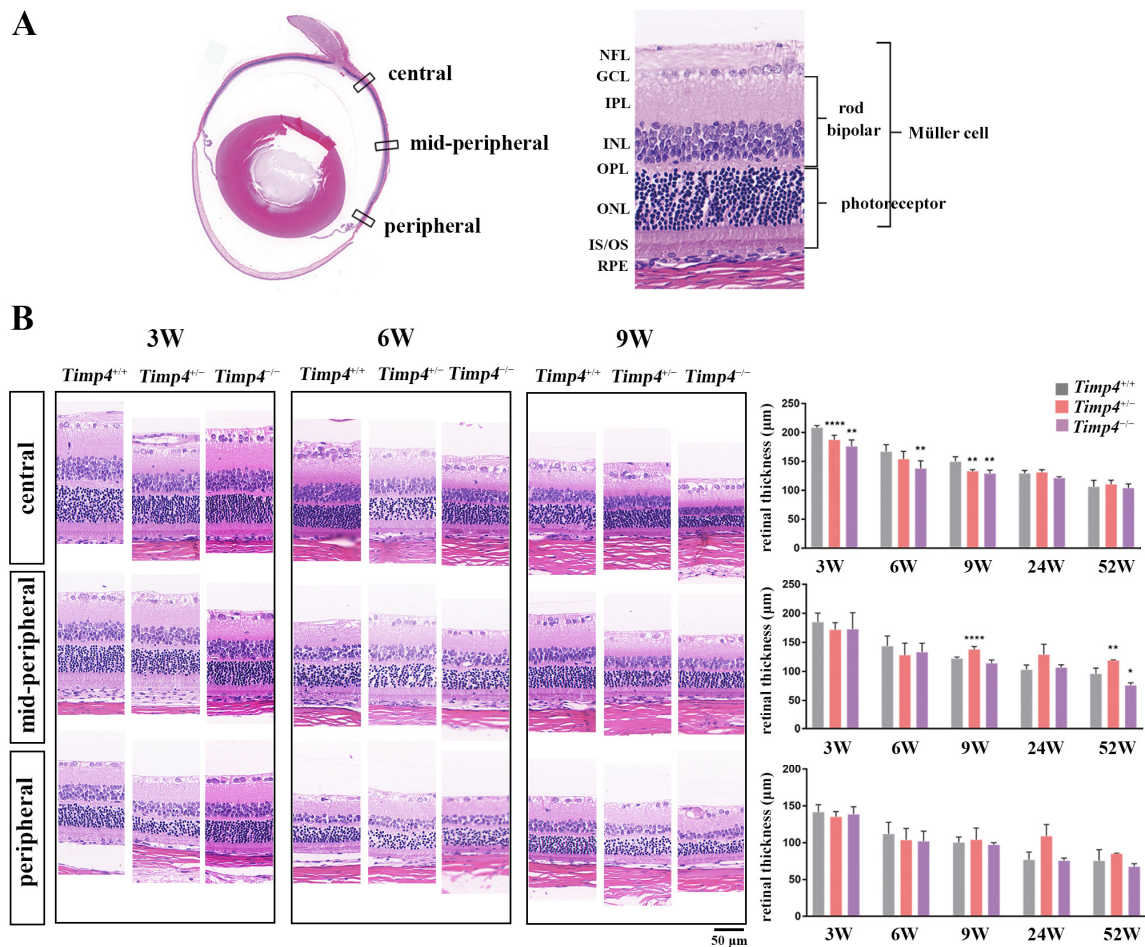 A
central
mid-peripheral
peripheral
NFL
GCL
IPL
INL
OPL
ONL
IS/OS
RPE
rod
bipolar
photoreceptor
Müller cell
B
3W
6W
9W
Timp4+/+
Timp4+/−
Timp4−/−
Timp4+/+
Timp4+/−
Timp4−/−
Timp4+/+
Timp4+/−
Timp4−/−
central
mid-peripheral
peripheral
50 μm
Timp4+/+
Timp4+/−
Timp4−/−
retinal thickness (μm)
250
200
150
100
50
0
**** **
**
** **
3W 6W 9W 24W 52W
retinal thickness (μm)
250
200
150
100
50
0
****
**
*
3W 6W 9W 24W 52W
retinal thickness (μm)
200
150
100
50
0
3W 6W 9W 24W 52W